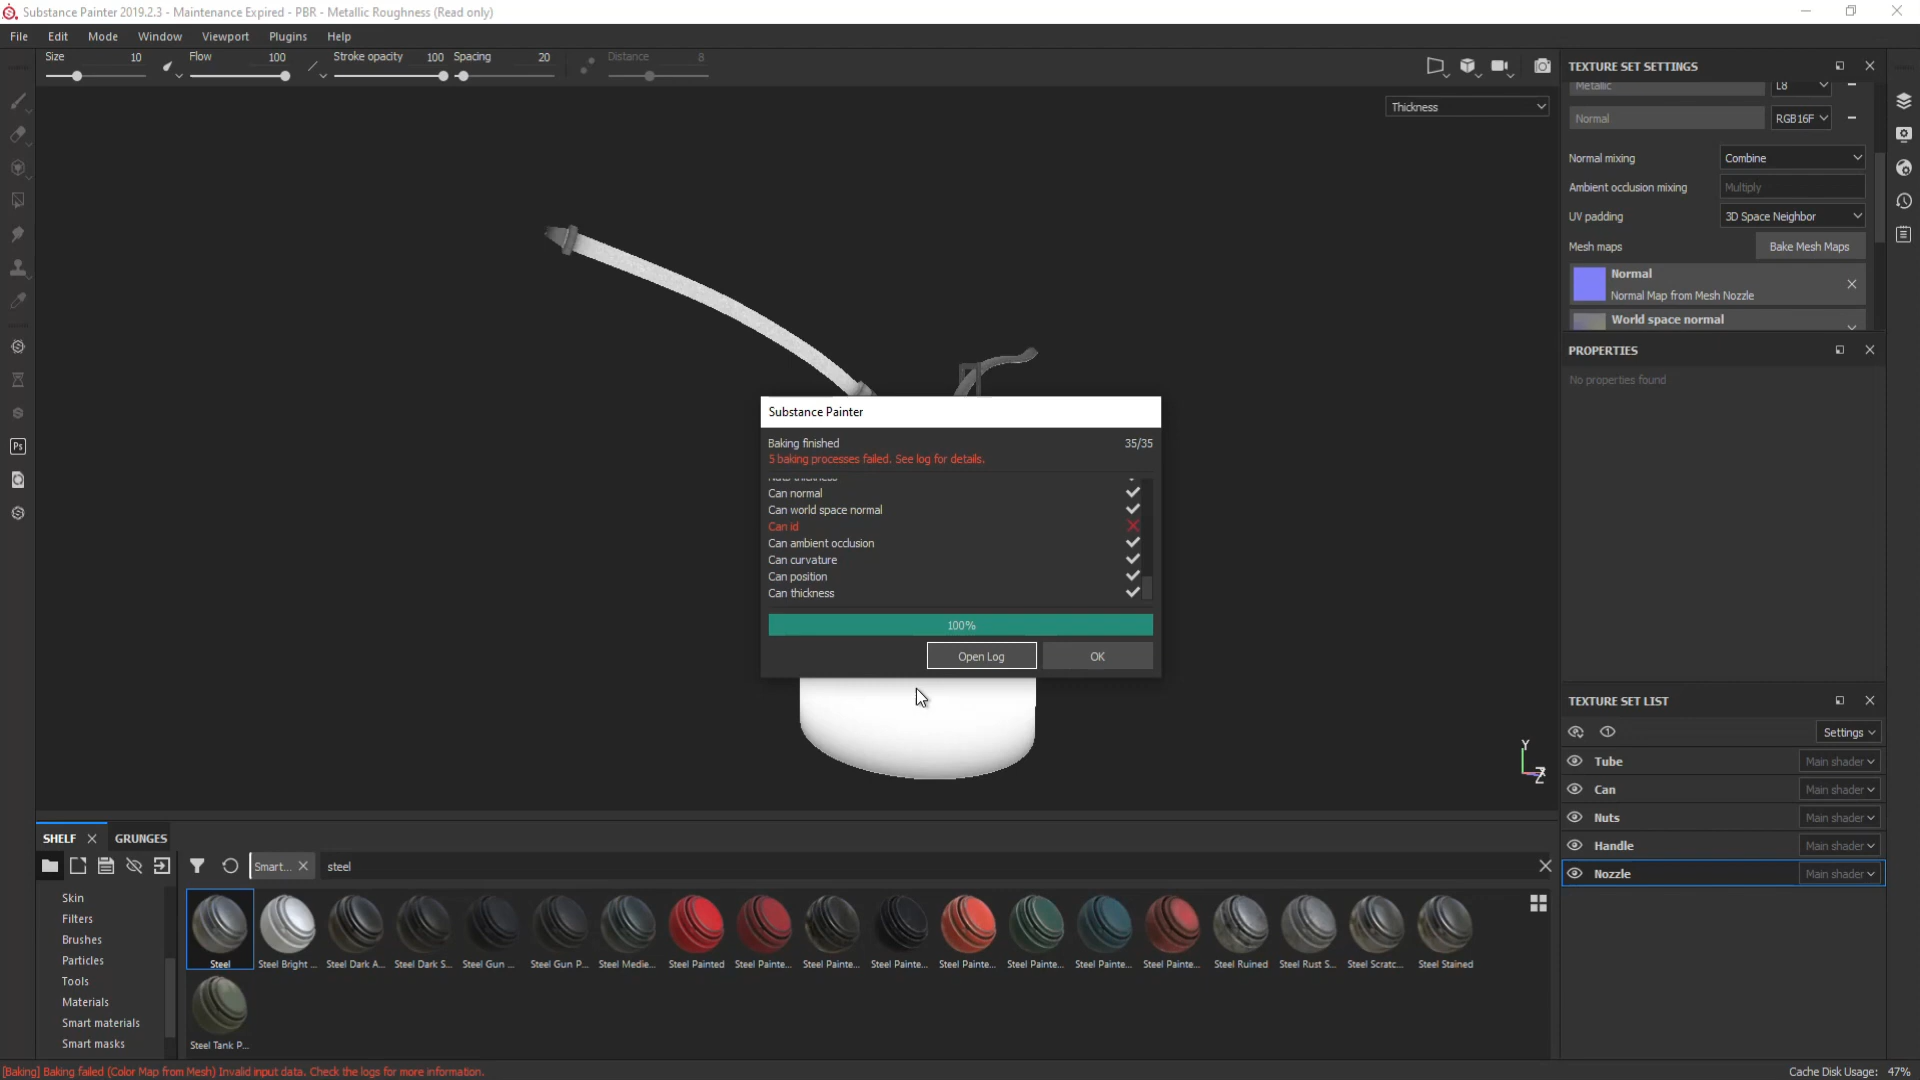 Substance Painter 2019.2.3 - Maintenance Expired - PBR - Metallic Roughness (Read only)
File Edit Mode Window Viewport Plugins Help
Size 10 Flow 100 Stroke opacity 100 Spacing 20 Distance 8
Thickness
TEXTURE SET SETTINGS
Metallic L8
Normal RGB16F
Normal mixing Combine
Ambient occlusion mixing Multiply
UV padding 3D Space Neighbor
Mesh maps Bake Mesh Maps
Normal
Normal Map from Mesh Nozzle
World space normal
PROPERTIES
No properties found
Substance Painter
Baking finished 35/35
5 baking processes failed. See log for details.
Nuts thickness
Can normal
Can world space normal
Can id
Can ambient occlusion
Can curvature
Can position
Can thickness
100%
Open Log OK
Y
Z
TEXTURE SET LIST
Settings
Tube Main shader
Can Main shader
Nuts Main shader
Handle Main shader
Nozzle Main shader
Ps
SHELF GRUNGES
Smart... steel
Skin
Filters
Brushes
Particles
Tools
Materials
Smart materials
Smart masks
Steel Steel Bright ... Steel Dark A... Steel Dark S... Steel Gun ... Steel Gun P... Steel Medie... Steel Painted Steel Painte... Steel Painte... Steel Painte... Steel Painte... Steel Painte... Steel Painte... Steel Painte... Steel Ruined Steel Rust S... Steel Scratc... Steel Stained
Steel Tank P...
[Baking] Baking failed (Color Map from Mesh) Invalid input data. Check the logs for more information.
Cache Disk Usage: 47%